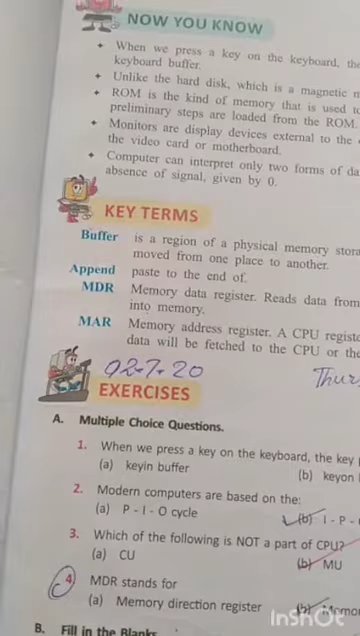 NOW YOU KNOW
When we press a key on the keyboard, the
keyboard buffer.
Unlike the hard disk, which is a magnetic
ROM is the kind of memory that is used to
preliminary steps are loaded from the ROM.
Monitors are display devices external to the
the video card or motherboard.
Computer can interpret only two forms of da
absence of signal, given by 0.
KEY TERMS
Buffer is a region of a physical memory stora
moved from one place to another.
Append paste to the end of.
MDR Memory data register. Reads data from
into memory.
MAR Memory address register. A CPU registe
data will be fetched to the CPU or the
02-7-20 Thurs
EXERCISES
A. Multiple Choice Questions.
1. When we press a key on the keyboard, the key
(a) keyin buffer (b) keyon
2. Modern computers are based on the:
(a) P - I - O cycle (b) I - P -
3. Which of the following is NOT a part of CPU?
(a) CU (b) MU
4. MDR stands for
(a) Memory direction register (b) Memo
B. Fill in the Blanks
InShOt